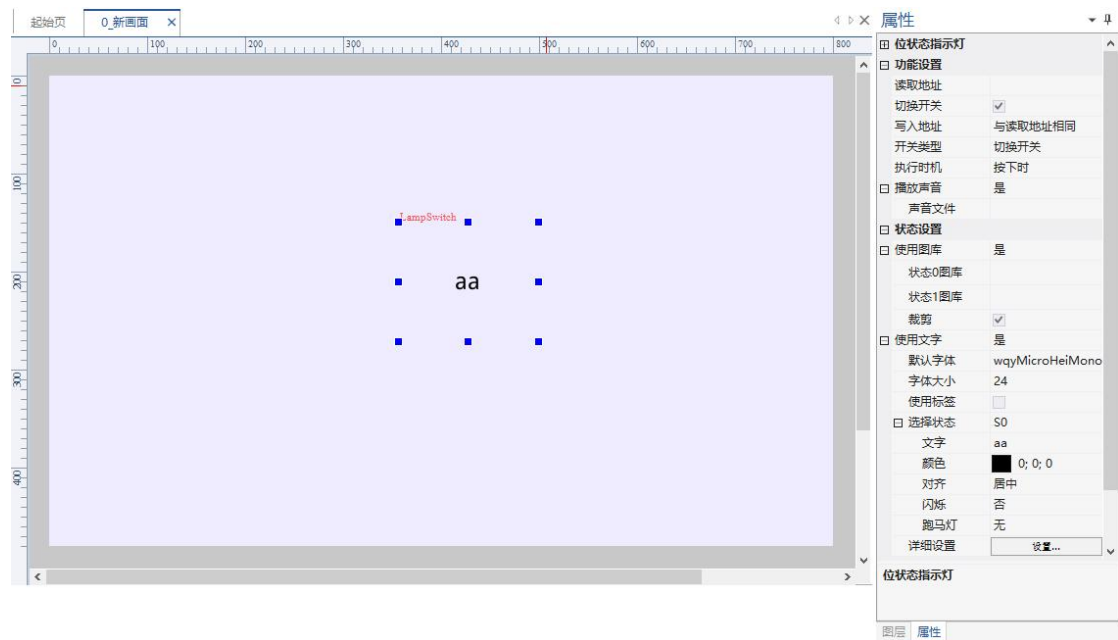 起始页 0_新画面
0 100 200 300 400 500 600 700 800
0
100
200
300
400
LampSwitch
aa
属性
位状态指示灯
功能设置
读取地址
切换开关
写入地址 与读取地址相同
开关类型 切换开关
执行时机 按下时
播放声音 是
声音文件
状态设置
使用图库 是
状态0图库
状态1图库
裁剪
使用文字 是
默认字体 wqyMicroHeiMono
字体大小 24
使用标签
选择状态 S0
文字 aa
颜色 0; 0; 0
对齐 居中
闪烁 否
跑马灯 无
详细设置 设置...
位状态指示灯
图层 属性